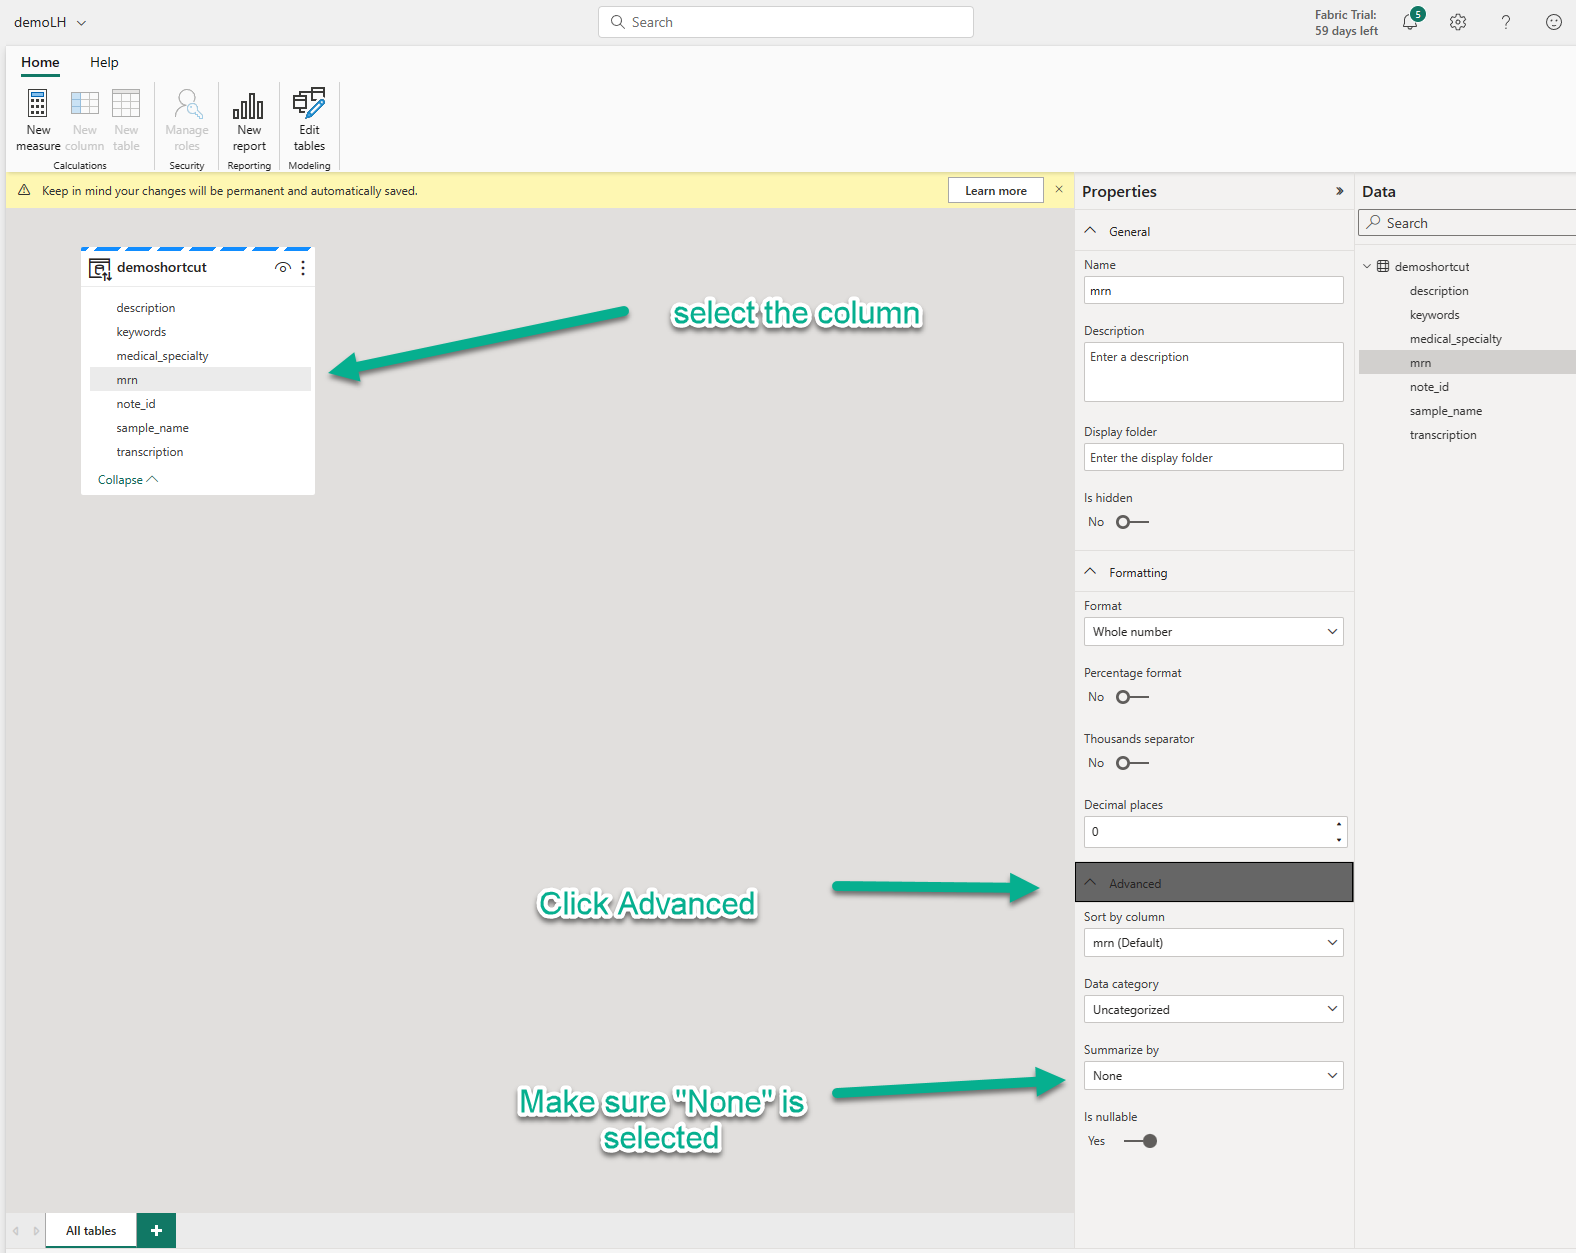 demoLH
Search
Fabric Trial:
59 days left
5
Home
Help
New
measure
New
column
New
table
Manage
roles
New
report
Edit
tables
Calculations
Security
Reporting
Modeling
Keep in mind your changes will be permanent and automatically saved.
Learn more
demoshortcut
description
keywords
medical_specialty
mrn
note_id
sample_name
transcription
Collapse
select the column
Click Advanced
Make sure "None" is
selected
All tables
Properties
General
Name
mrn
Description
Enter a description
Display folder
Enter the display folder
Is hidden
No
Formatting
Format
Whole number
Percentage format
No
Thousands separator
No
Decimal places
0
Advanced
Sort by column
mrn (Default)
Data category
Uncategorized
Summarize by
None
Is nullable
Yes
Data
Search
demoshortcut
description
keywords
medical_specialty
mrn
note_id
sample_name
transcription